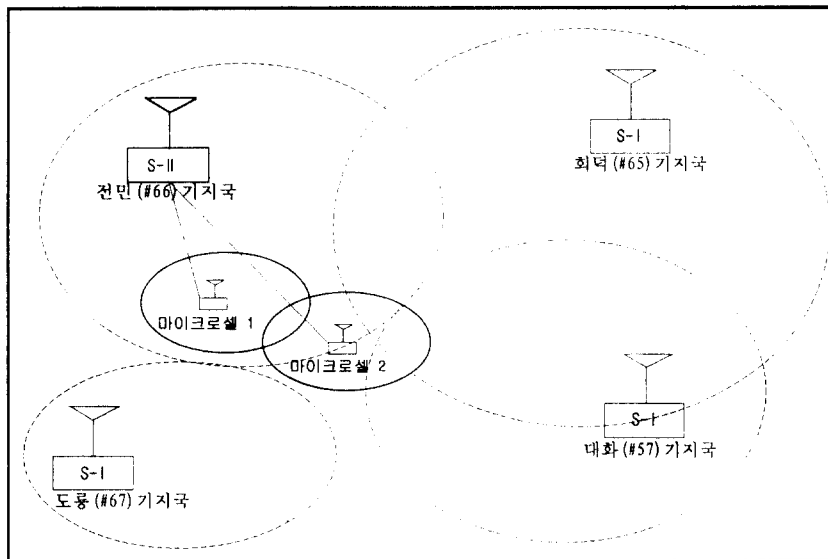 S-II
전민 (#66) 기지국
S-I
회덕 (#65) 기지국
마이크로셀 1
마이크로셀 2
S-I
대화 (#57) 기지국
S-I
도룡 (#67) 기지국